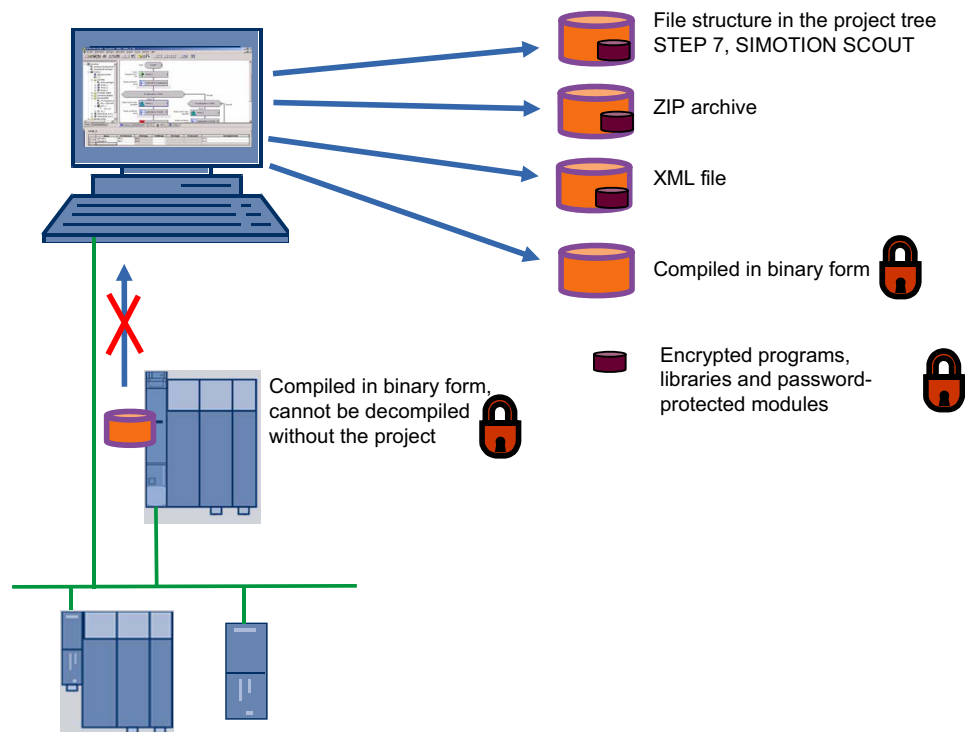 File structure in the project tree
STEP 7, SIMOTION SCOUT
ZIP archive
XML file
Compiled in binary form
Encrypted programs,
libraries and password-
protected modules
Compiled in binary form,
cannot be decompiled
without the project